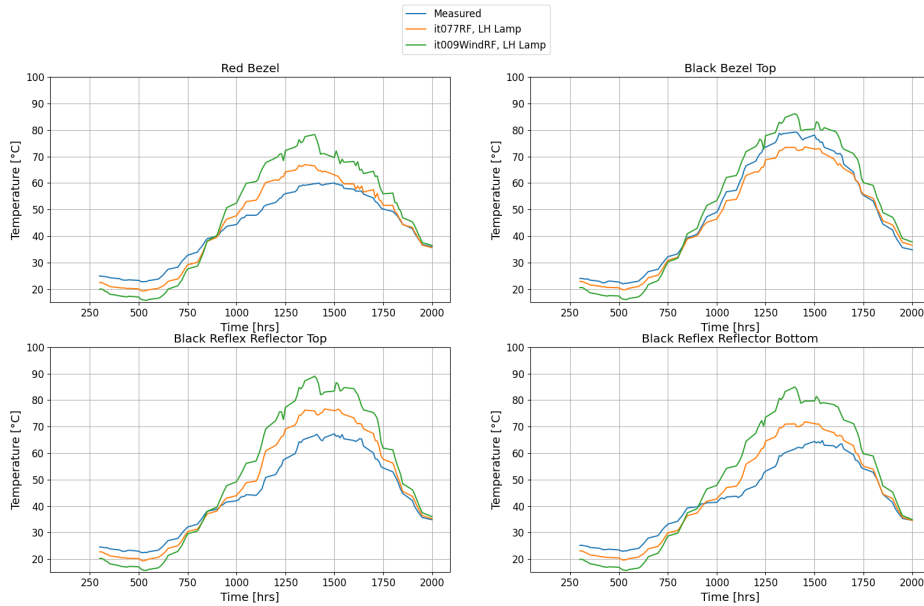 Measured
it077RF, LH Lamp
it009WindRF, LH Lamp
Red Bezel
Temperature [°C]
100
90
80
70
60
50
40
30
20
250 500 750 1000 1250 1500 1750 2000
Time [hrs]
Black Bezel Top
Temperature [°C]
100
90
80
70
60
50
40
30
20
250 500 750 1000 1250 1500 1750 2000
Time [hrs]
Black Reflex Reflector Top
Temperature [°C]
100
90
80
70
60
50
40
30
20
250 500 750 1000 1250 1500 1750 2000
Time [hrs]
Black Reflex Reflector Bottom
Temperature [°C]
100
90
80
70
60
50
40
30
20
250 500 750 1000 1250 1500 1750 2000
Time [hrs]